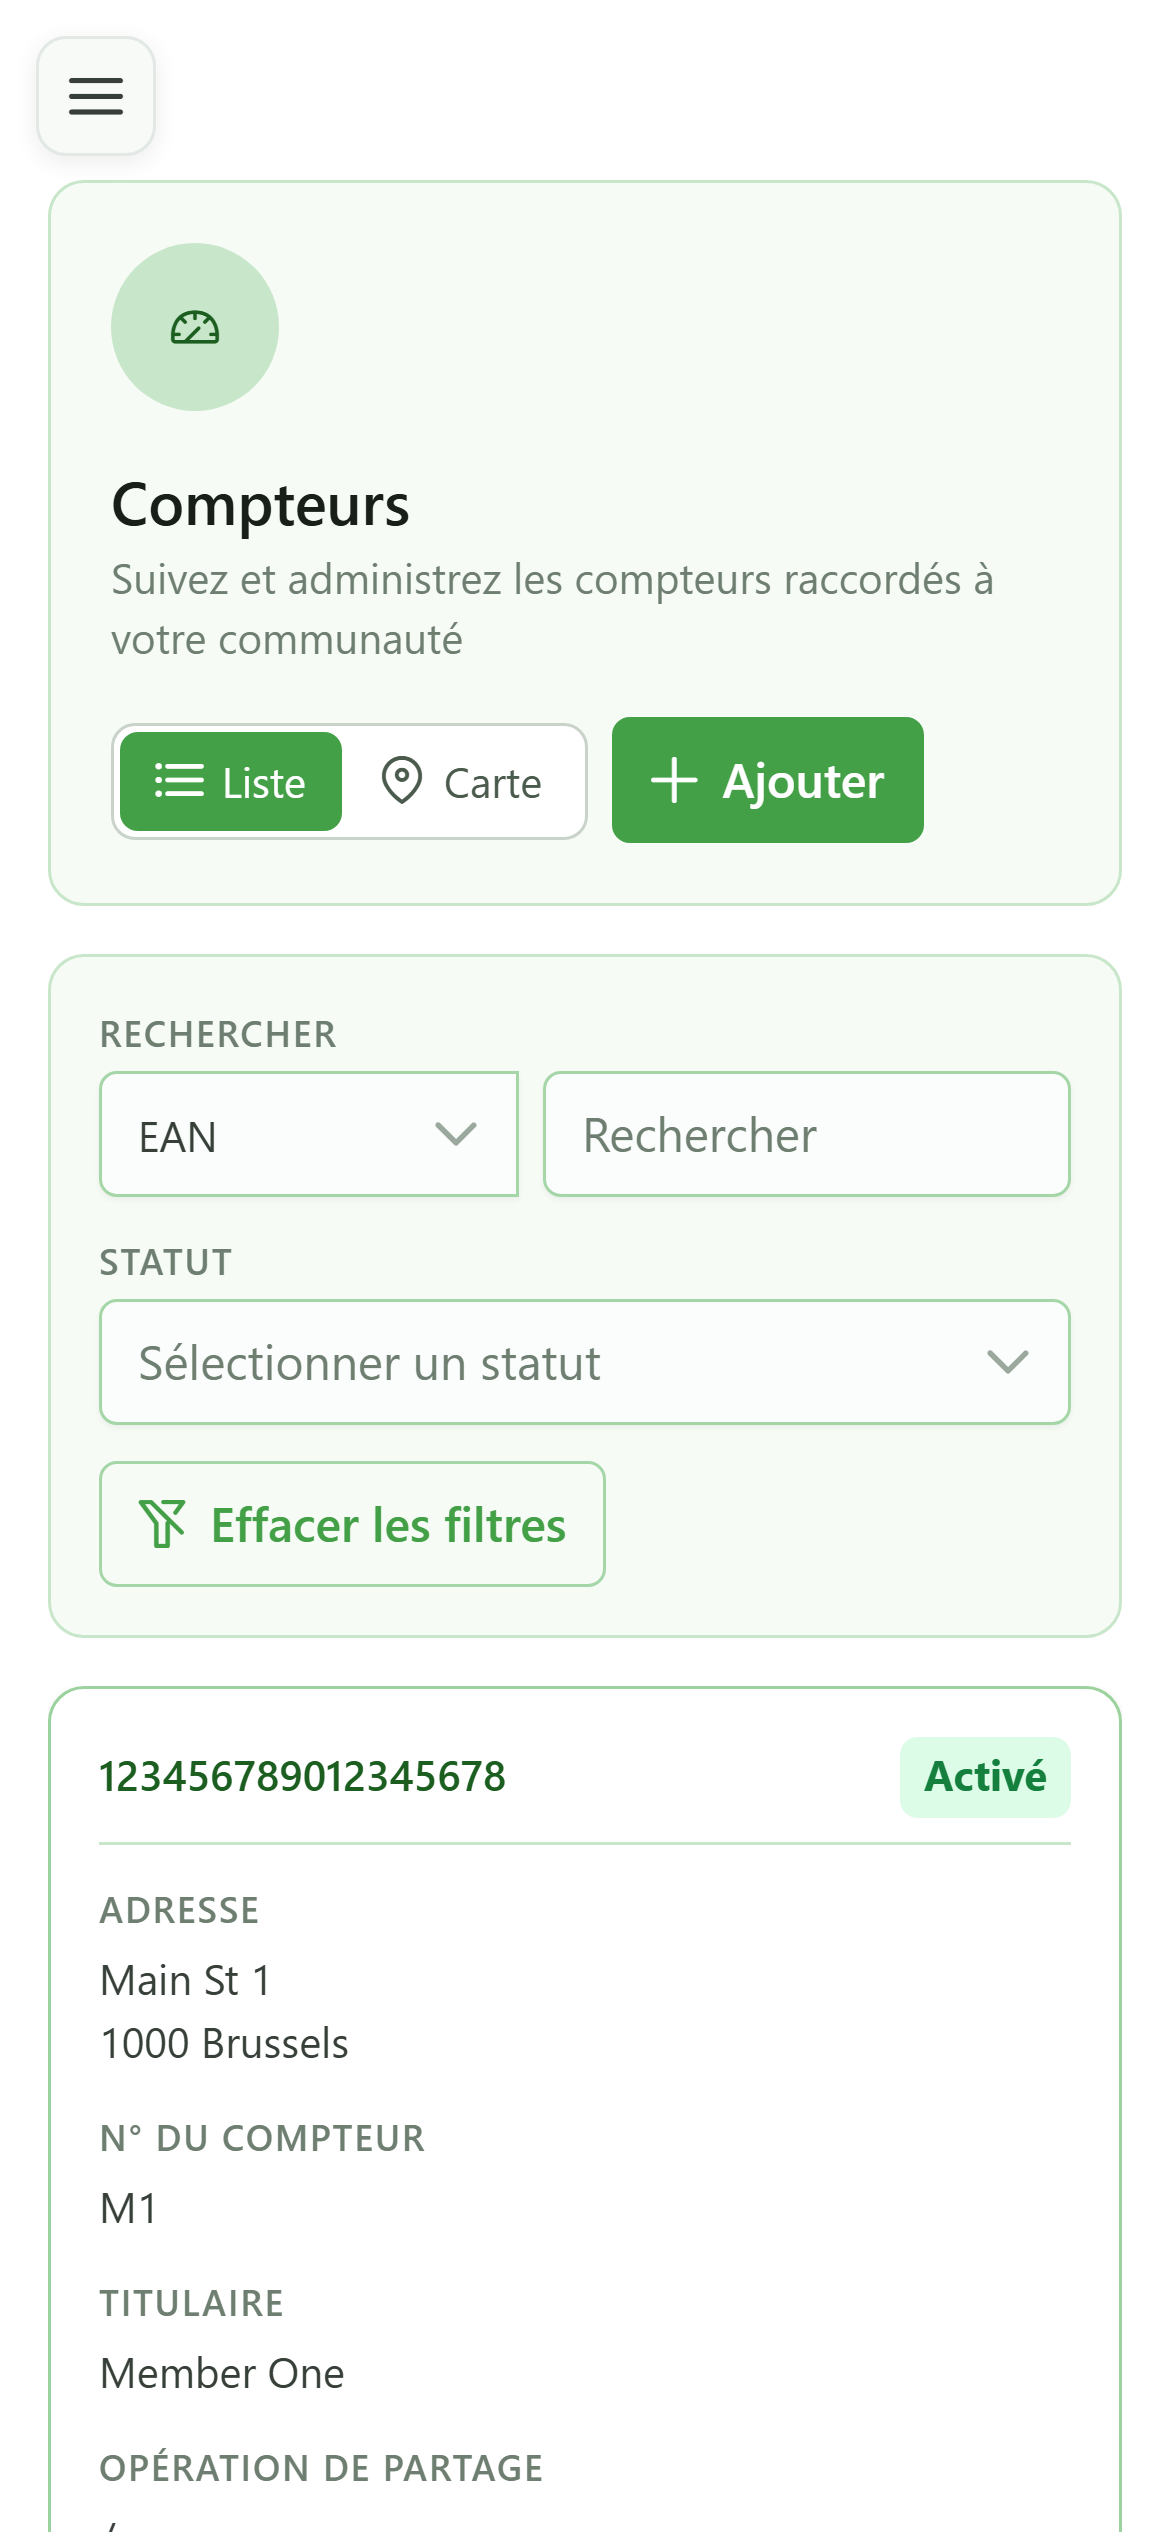 Compteurs
Suivez et administrez les compteurs raccordés à
votre communauté
Liste
Carte
Ajouter
RECHERCHER
EAN
Rechercher
STATUT
Sélectionner un statut
Effacer les filtres
123456789012345678
Activé
ADRESSE
Main St 1
1000 Brussels
N° DU COMPTEUR
M1
TITULAIRE
Member One
OPÉRATION DE PARTAGE